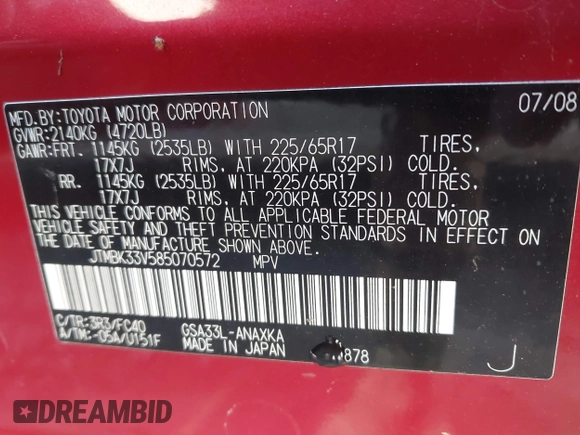 MFD.BY:TOYOTA MOTOR CORPORATION 07/08
GVWR:2140KG (4720LB)
GAWR:FRT. 1145KG (2535LB) WITH 225/65R17 TIRES,
17X7J RIMS, AT 220KPA (32PSI) COLD.
RR. 1145KG (2535LB) WITH 225/65R17 TIRES,
17X7J RIMS, AT 220KPA (32PSI) COLD.
THIS VEHICLE CONFORMS TO ALL APPLICABLE FEDERAL MOTOR
VEHICLE SAFETY AND THEFT PREVENTION STANDARDS IN EFFECT ON
THE DATE OF MANUFACTURE SHOWN ABOVE.
JTMBK33V585070572 MPV
C/TR:3R3/FC40 GSA33L-ANAXKA
A/TM:-05A/U151F MADE IN JAPAN 878 J
DREAMBID